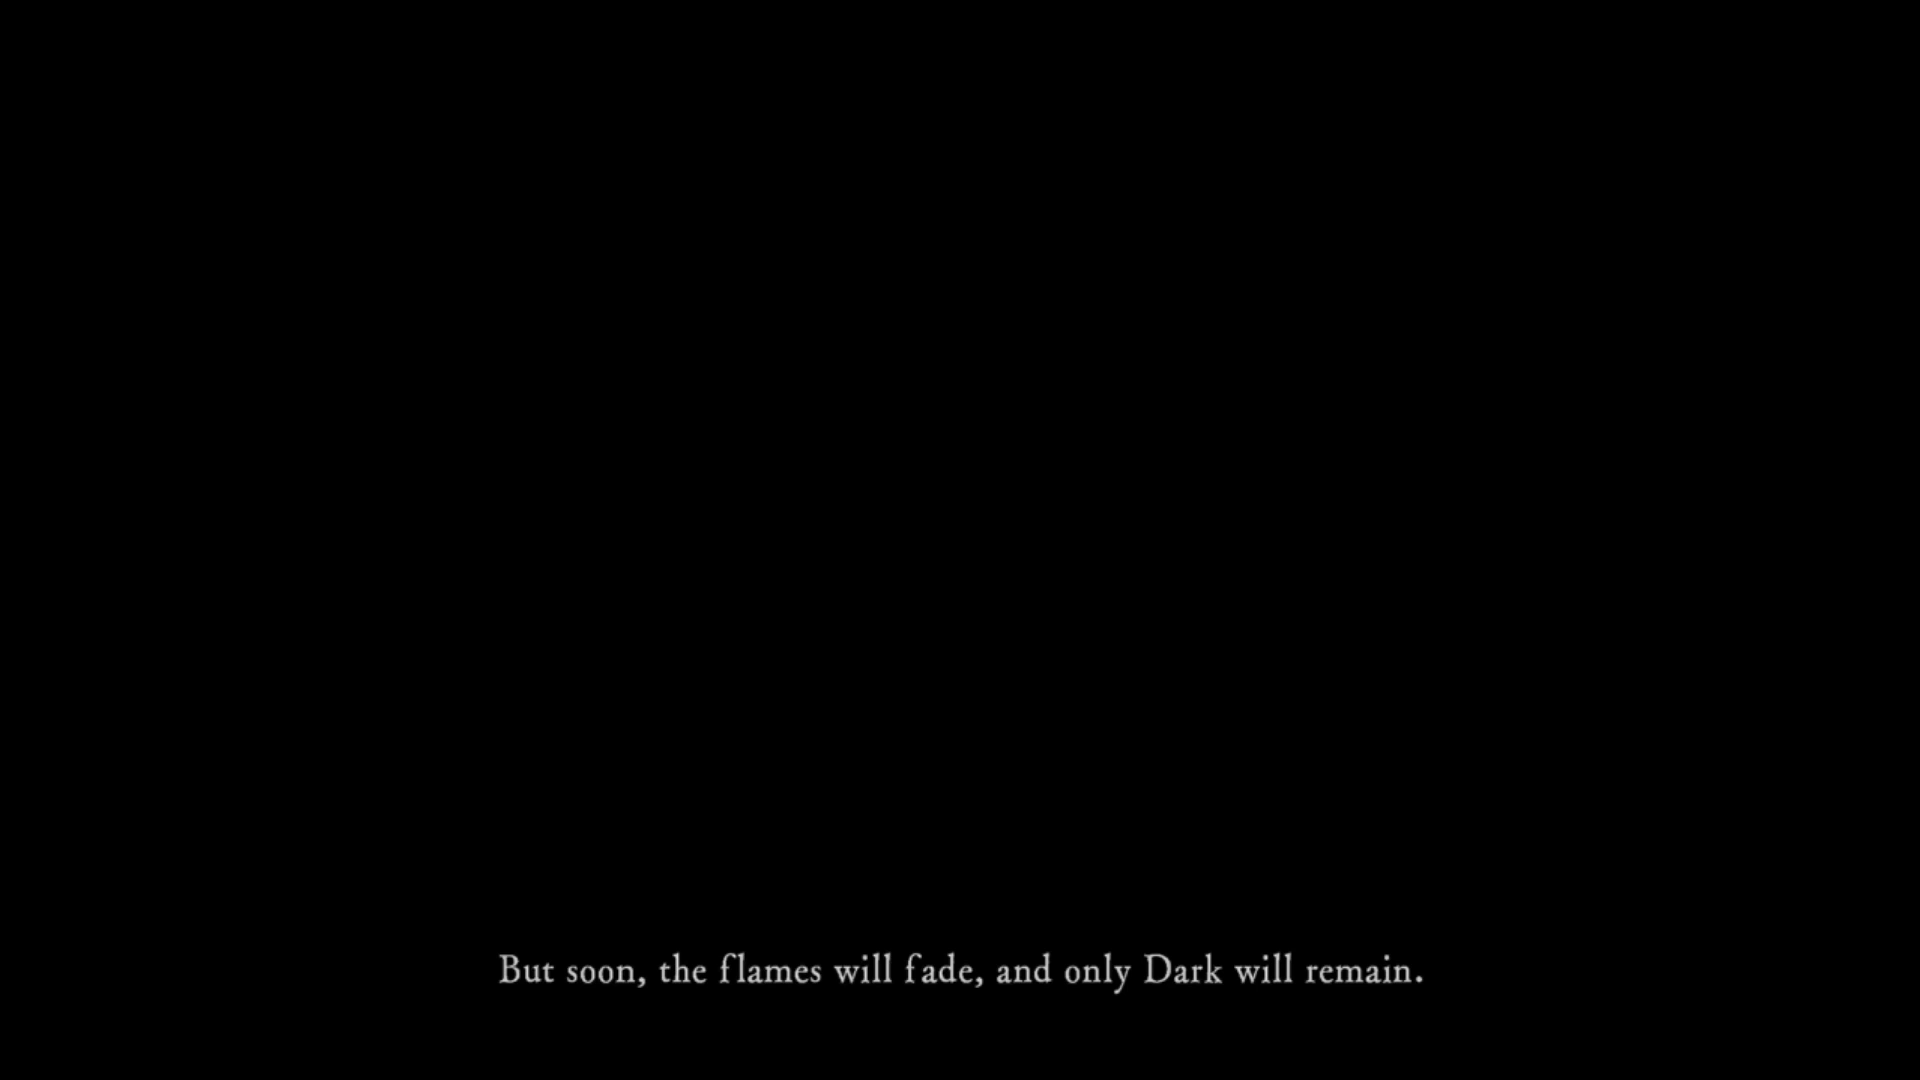 But soon, the flames will fade, and only Dark will remain.